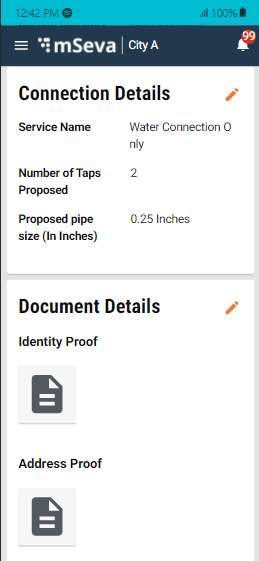 12:42 PM
100%
mSeva
City A
99
Connection Details
Service Name
Water Connection O
nly
Number of Taps
Proposed
2
Proposed pipe
size (In Inches)
0.25 Inches
Document Details
Identity Proof
Address Proof